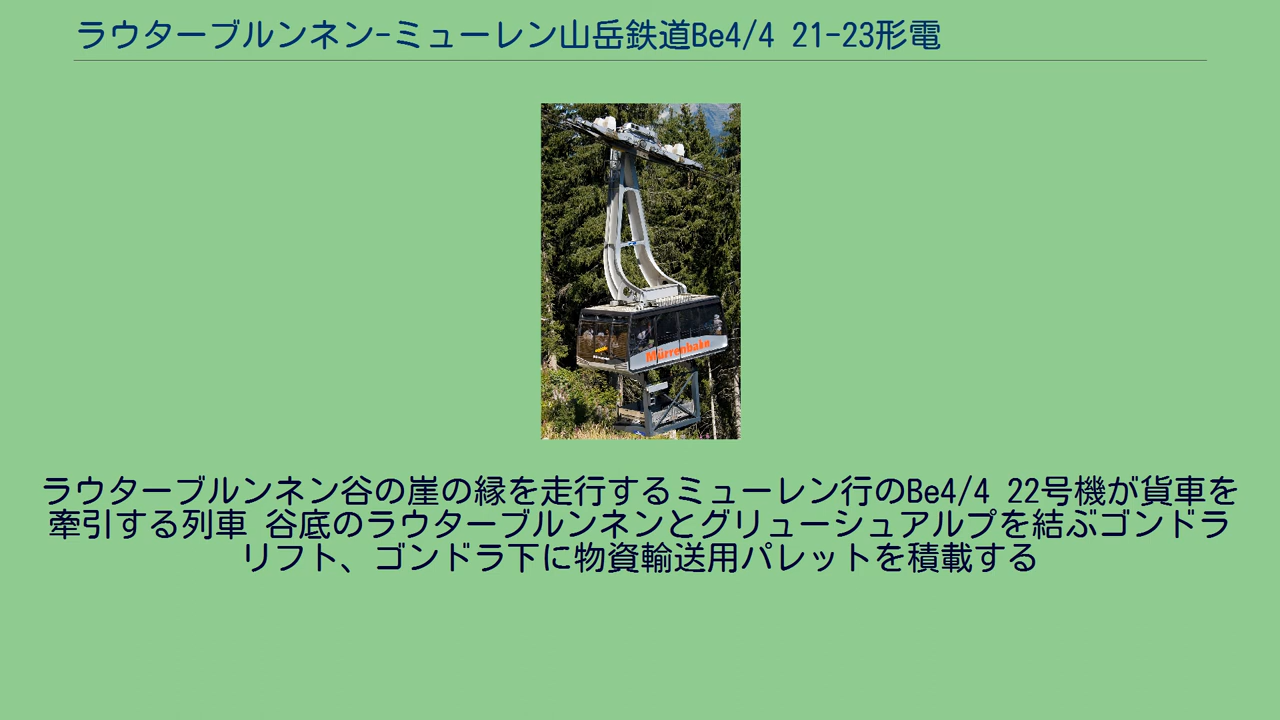 ラウターブルンネン-ミューレン山岳鉄道Be4/4 21-23形電
Mürrenbahn
ラウターブルンネン谷の崖の縁を走行するミューレン行のBe4/4 22号機が貨車を
牽引する列車 谷底のラウターブルンネンとグリューシュアルプを結ぶゴンドラ
リフト、ゴンドラ下に物資輸送用パレットを積載する